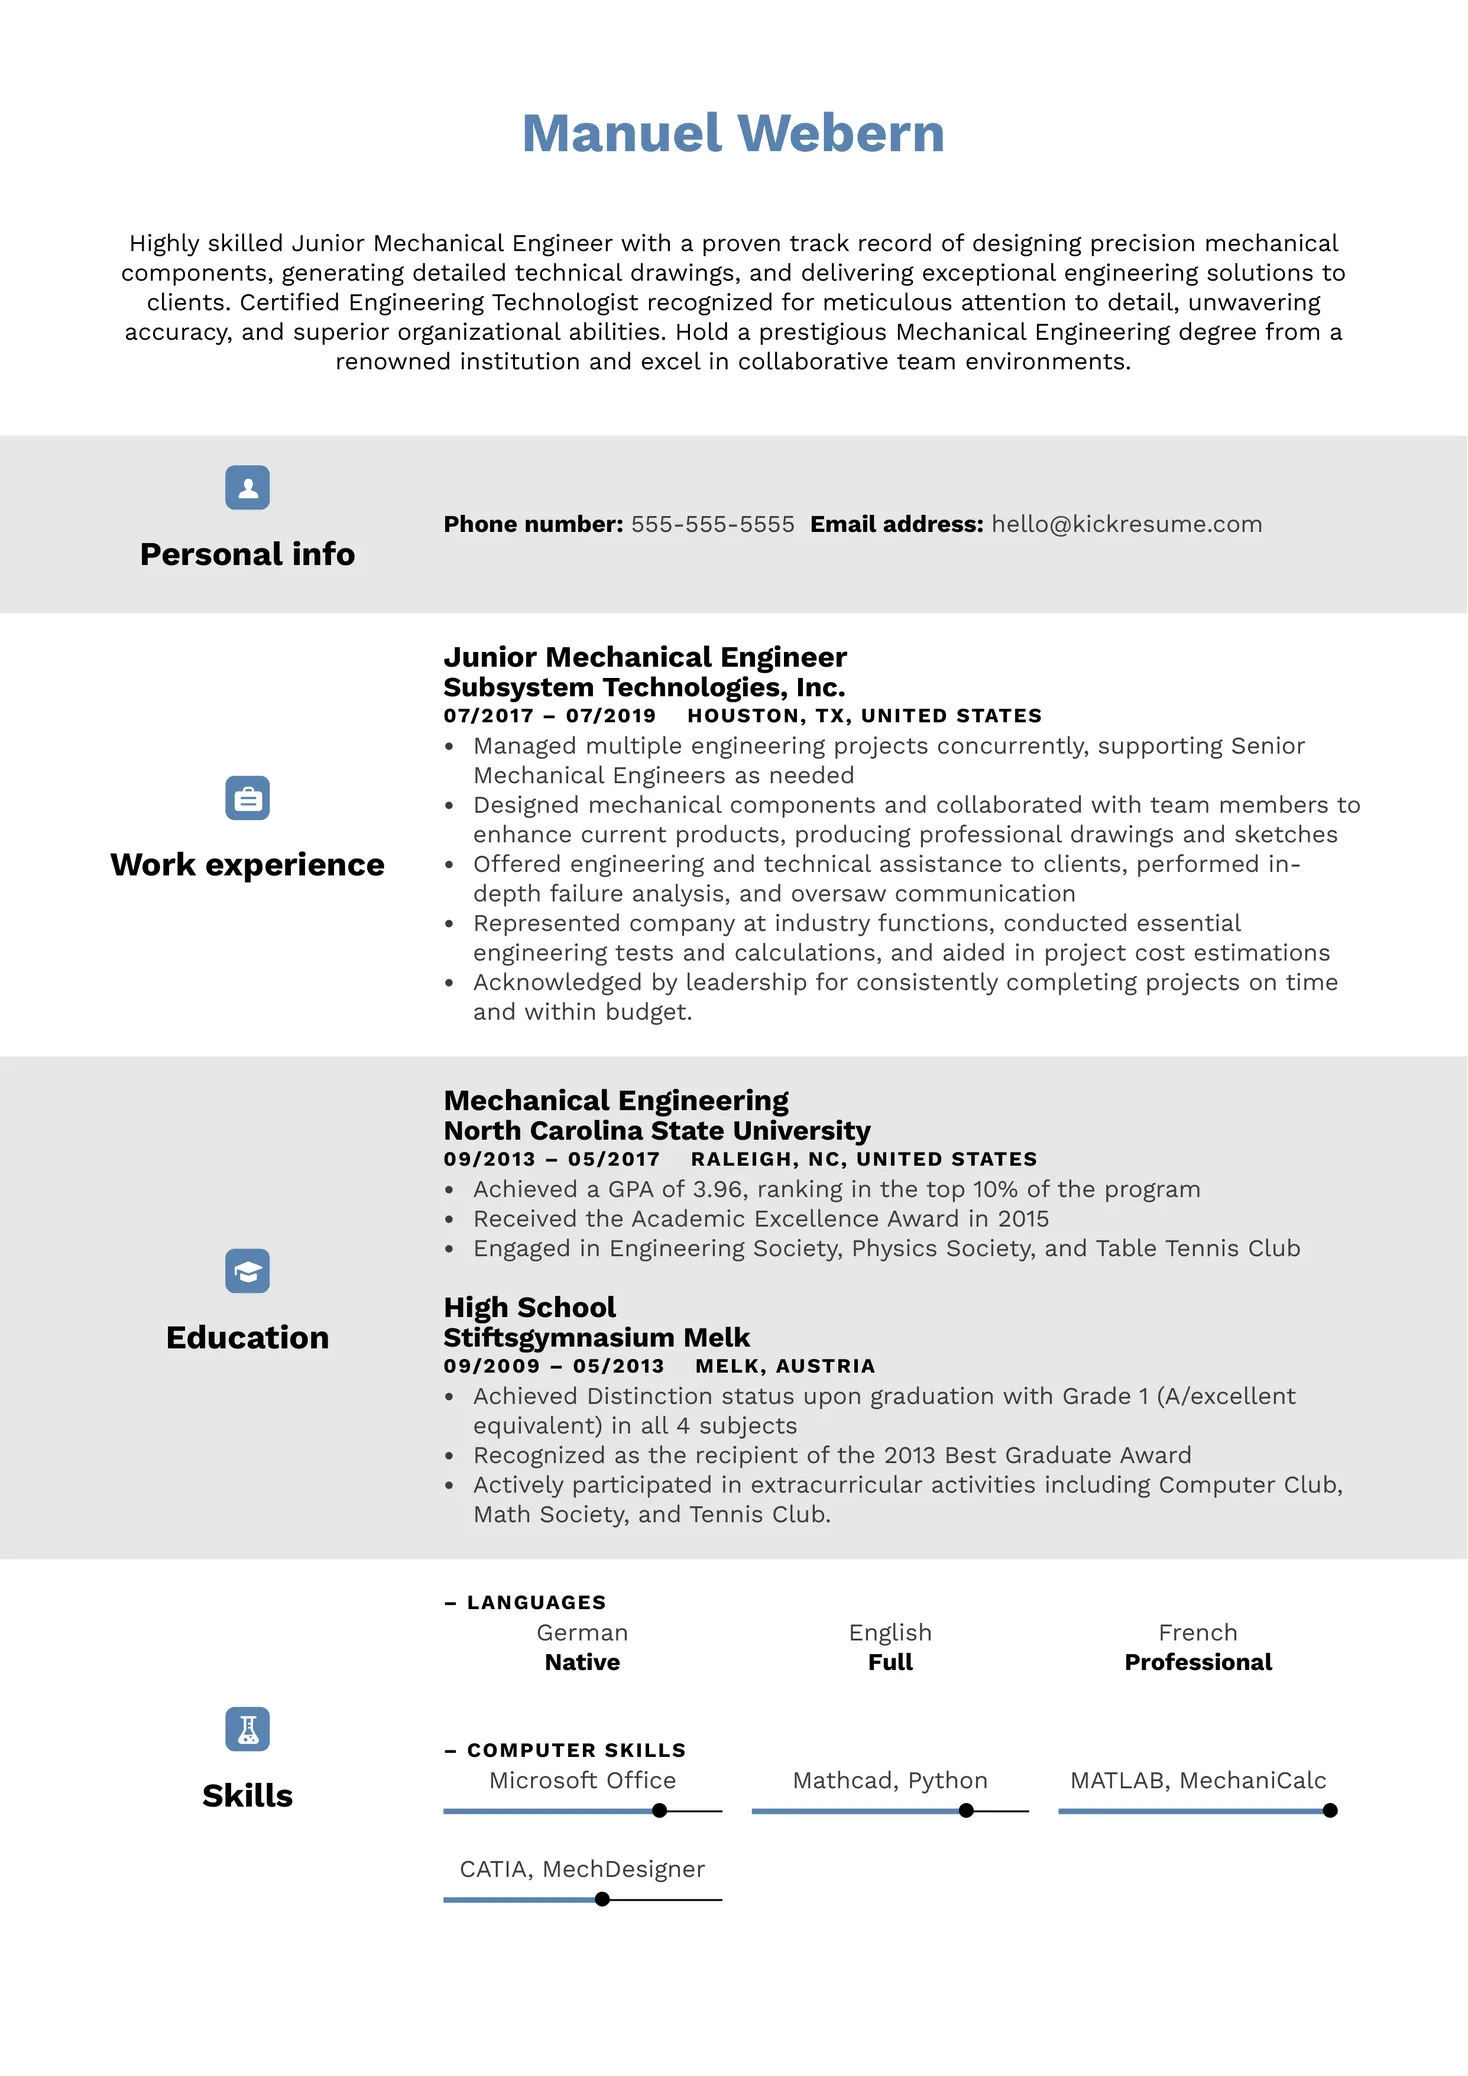 Manuel Webern
Highly skilled Junior Mechanical Engineer with a proven track record of designing precision mechanical
components, generating detailed technical drawings, and delivering exceptional engineering solutions to
clients. Certified Engineering Technologist recognized for meticulous attention to detail, unwavering
accuracy, and superior organizational abilities. Hold a prestigious Mechanical Engineering degree from a
renowned institution and excel in collaborative team environments.
Personal info
Phone number: 555-555-5555 Email address: hello@kickresume.com
Work experience
Junior Mechanical Engineer
Subsystem Technologies, Inc.
07/2017 – 07/2019 HOUSTON, TX, UNITED STATES
• Managed multiple engineering projects concurrently, supporting Senior
Mechanical Engineers as needed
• Designed mechanical components and collaborated with team members to
enhance current products, producing professional drawings and sketches
• Offered engineering and technical assistance to clients, performed in-
depth failure analysis, and oversaw communication
• Represented company at industry functions, conducted essential
engineering tests and calculations, and aided in project cost estimations
• Acknowledged by leadership for consistently completing projects on time
and within budget.
Education
Mechanical Engineering
North Carolina State University
09/2013 – 05/2017 RALEIGH, NC, UNITED STATES
• Achieved a GPA of 3.96, ranking in the top 10% of the program
• Received the Academic Excellence Award in 2015
• Engaged in Engineering Society, Physics Society, and Table Tennis Club
High School
Stiftsgymnasium Melk
09/2009 – 05/2013 MELK, AUSTRIA
• Achieved Distinction status upon graduation with Grade 1 (A/excellent
equivalent) in all 4 subjects
• Recognized as the recipient of the 2013 Best Graduate Award
• Actively participated in extracurricular activities including Computer Club,
Math Society, and Tennis Club.
Skills
– LANGUAGES
German English French
Native Full Professional
– COMPUTER SKILLS
Microsoft Office Mathcad, Python MATLAB, MechaniCalc
CATIA, MechDesigner